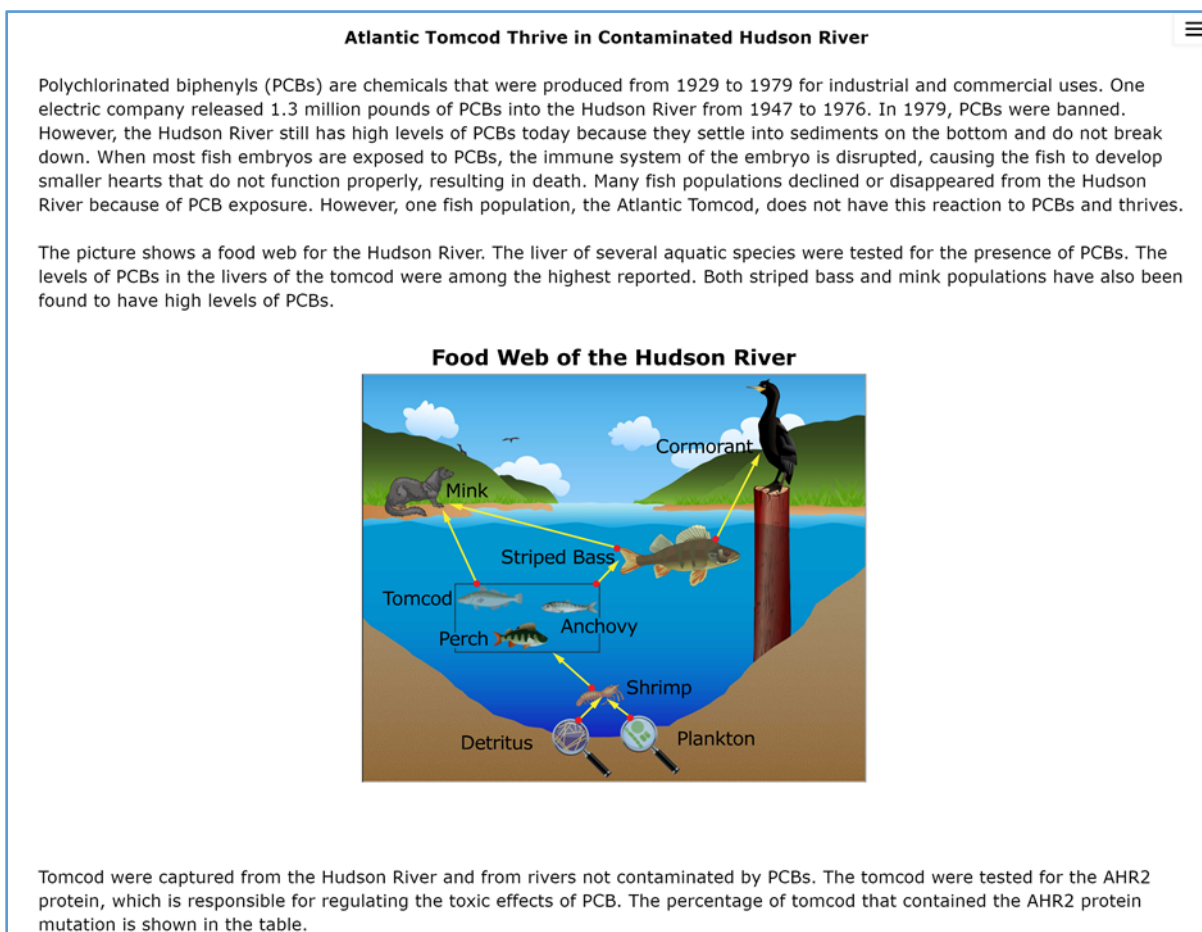 Atlantic Tomcod Thrive in Contaminated Hudson River
Polychlorinated biphenyls (PCBs) are chemicals that were produced from 1929 to 1979 for industrial and commercial uses. One
electric company released 1.3 million pounds of PCBs into the Hudson River from 1947 to 1976. In 1979, PCBs were banned.
However, the Hudson River still has high levels of PCBs today because they settle into sediments on the bottom and do not break
down. When most fish embryos are exposed to PCBs, the immune system of the embryo is disrupted, causing the fish to develop
smaller hearts that do not function properly, resulting in death. Many fish populations declined or disappeared from the Hudson
River because of PCB exposure. However, one fish population, the Atlantic Tomcod, does not have this reaction to PCBs and thrives.
The picture shows a food web for the Hudson River. The liver of several aquatic species were tested for the presence of PCBs. The
levels of PCBs in the livers of the tomcod were among the highest reported. Both striped bass and mink populations have also been
found to have high levels of PCBs.
Food Web of the Hudson River
Cormorant
Mink
Striped Bass
Tomcod
Anchovy
Perch
Shrimp
Detritus
Plankton
Tomcod were captured from the Hudson River and from rivers not contaminated by PCBs. The tomcod were tested for the AHR2
protein, which is responsible for regulating the toxic effects of PCB. The percentage of tomcod that contained the AHR2 protein
mutation is shown in the table.